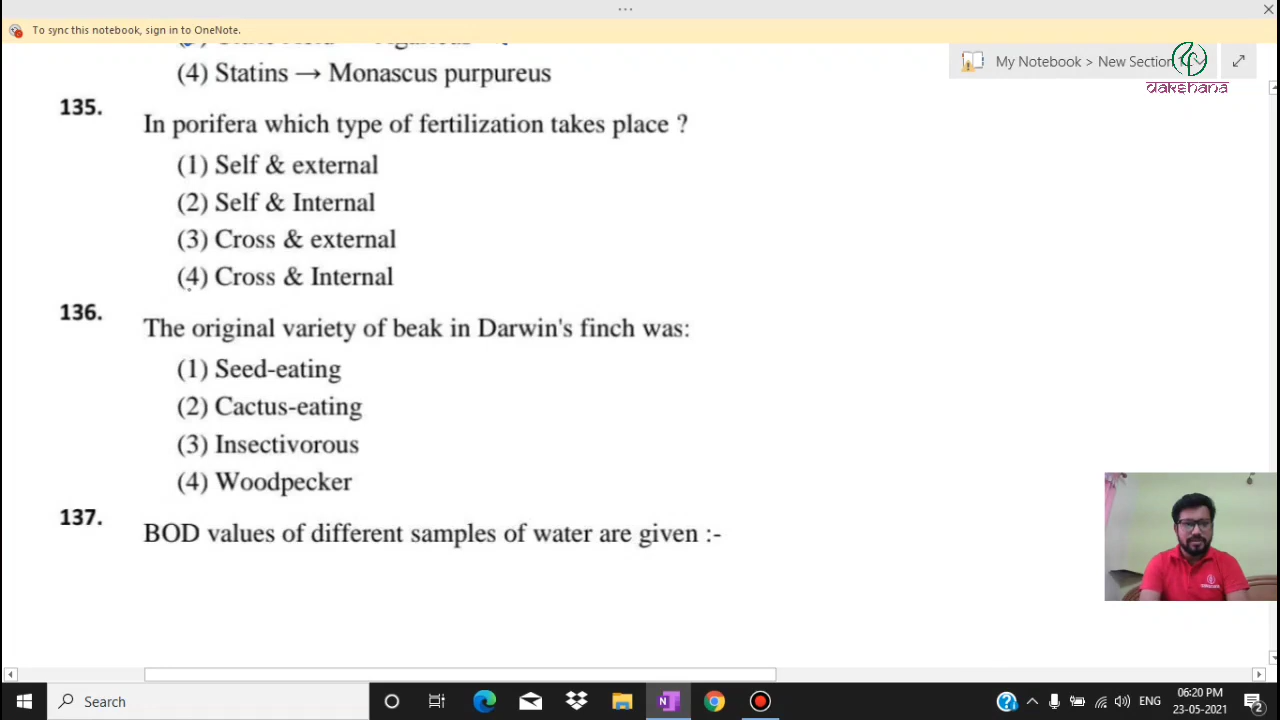 ...
To sync this notebook, sign in to OneNote.
My Notebook > New Section
dakshana
(4) Statins → Monascus purpureus
135.
In porifera which type of fertilization takes place ?
(1) Self & external
(2) Self & Internal
(3) Cross & external
(4) Cross & Internal
136.
The original variety of beak in Darwin's finch was:
(1) Seed-eating
(2) Cactus-eating
(3) Insectivorous
(4) Woodpecker
137.
BOD values of different samples of water are given :-
Search
ENG
06:20 PM
23-05-2021
2